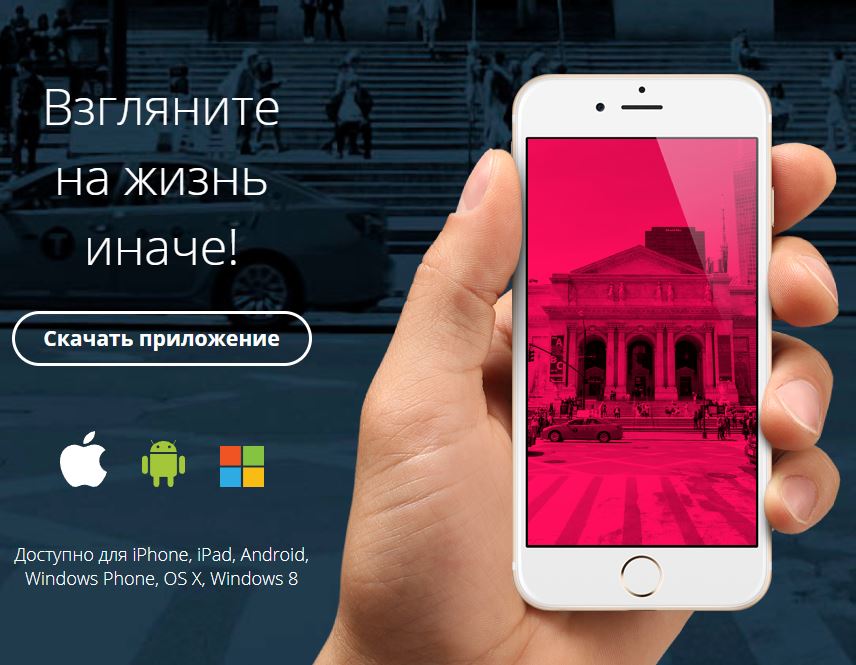 Взгляните
на жизнь
иначе!
Скачать приложение
Доступно для iPhone, iPad, Android,
Windows Phone, OS X, Windows 8